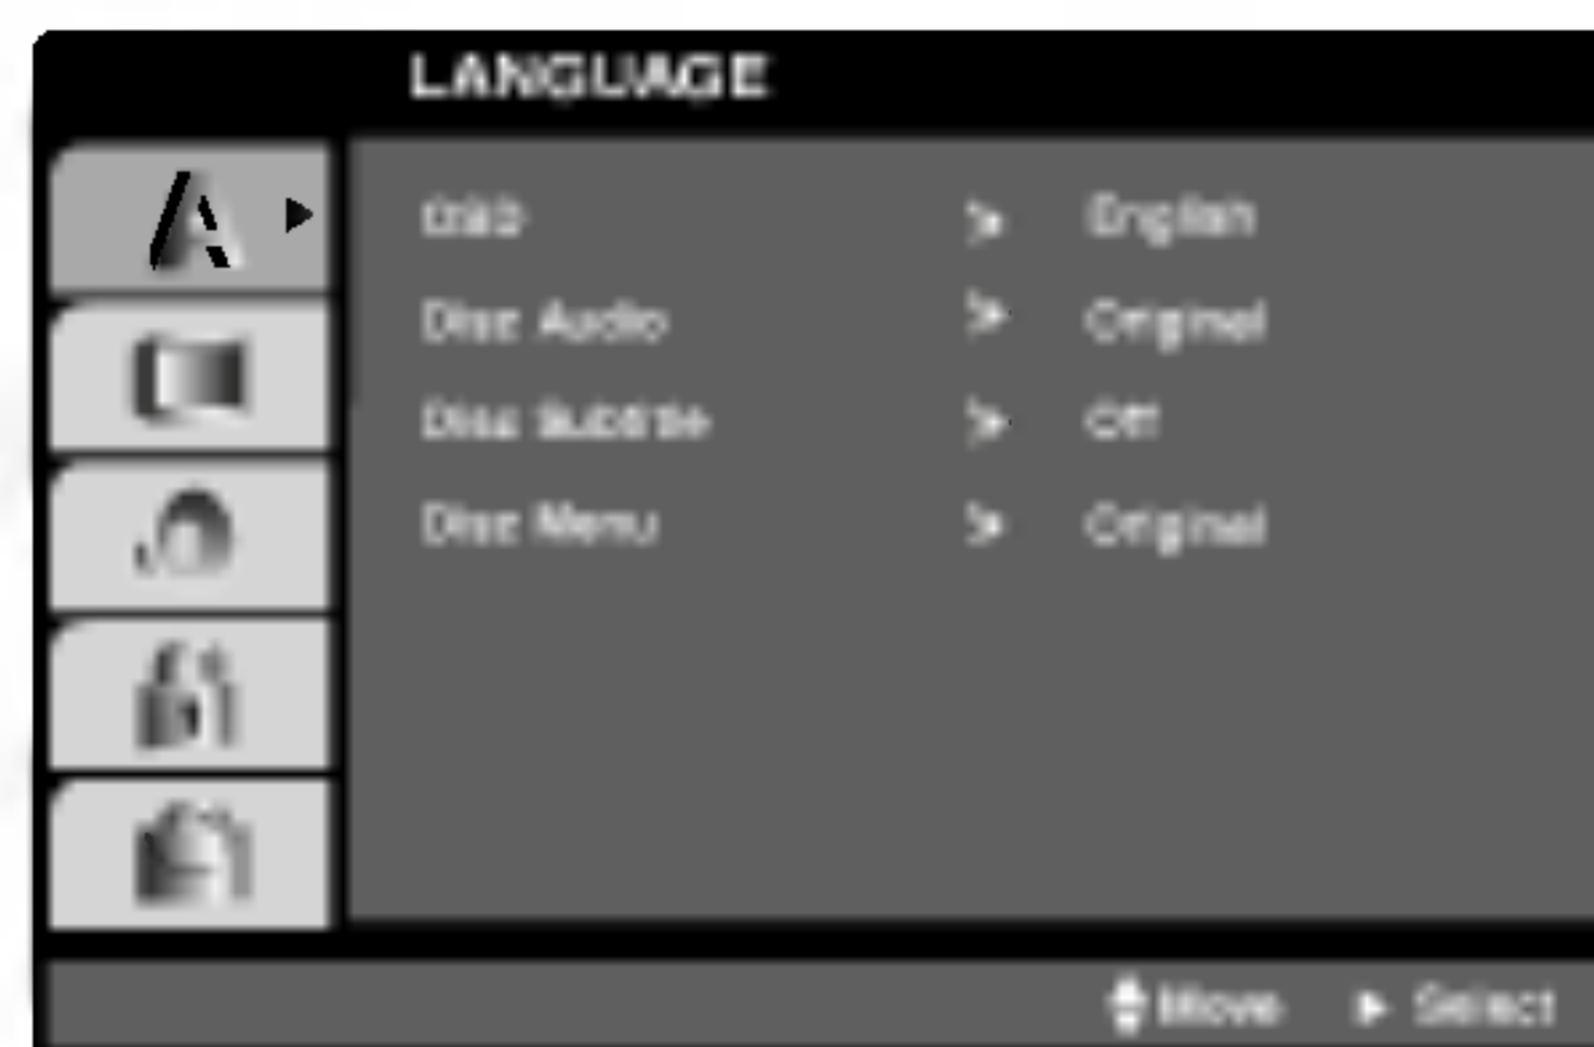 LANGUAGE
OSD > English
Disc Audio > Original
Disc Subtitle > Off
Disc Menu > Original
Move Select